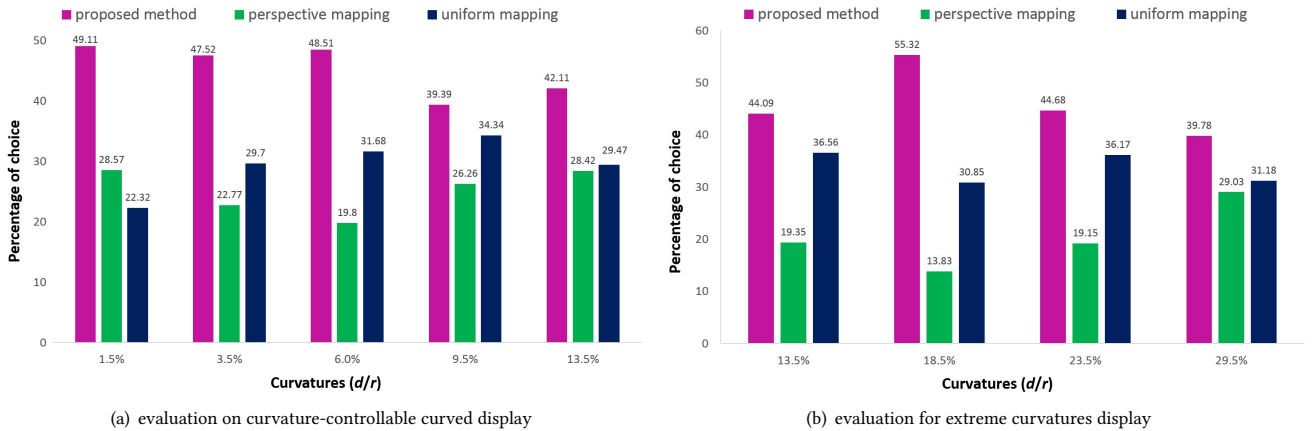 proposed method perspective mapping uniform mapping
Percentage of choice
50
40
30
20
10
0
49.11 28.57 22.32
47.52 22.77 29.7
48.51 19.8 31.68
39.39 26.26 34.34
42.11 28.42 29.47
1.5% 3.5% 6.0% 9.5% 13.5%
Curvatures (d/r)
(a) evaluation on curvature-controllable curved display
proposed method perspective mapping uniform mapping
Percentage of choice
60
50
40
30
20
10
0
44.09 19.35 36.56
55.32 13.83 30.85
44.68 19.15 36.17
39.78 29.03 31.18
13.5% 18.5% 23.5% 29.5%
Curvatures (d/r)
(b) evaluation for extreme curvatures display